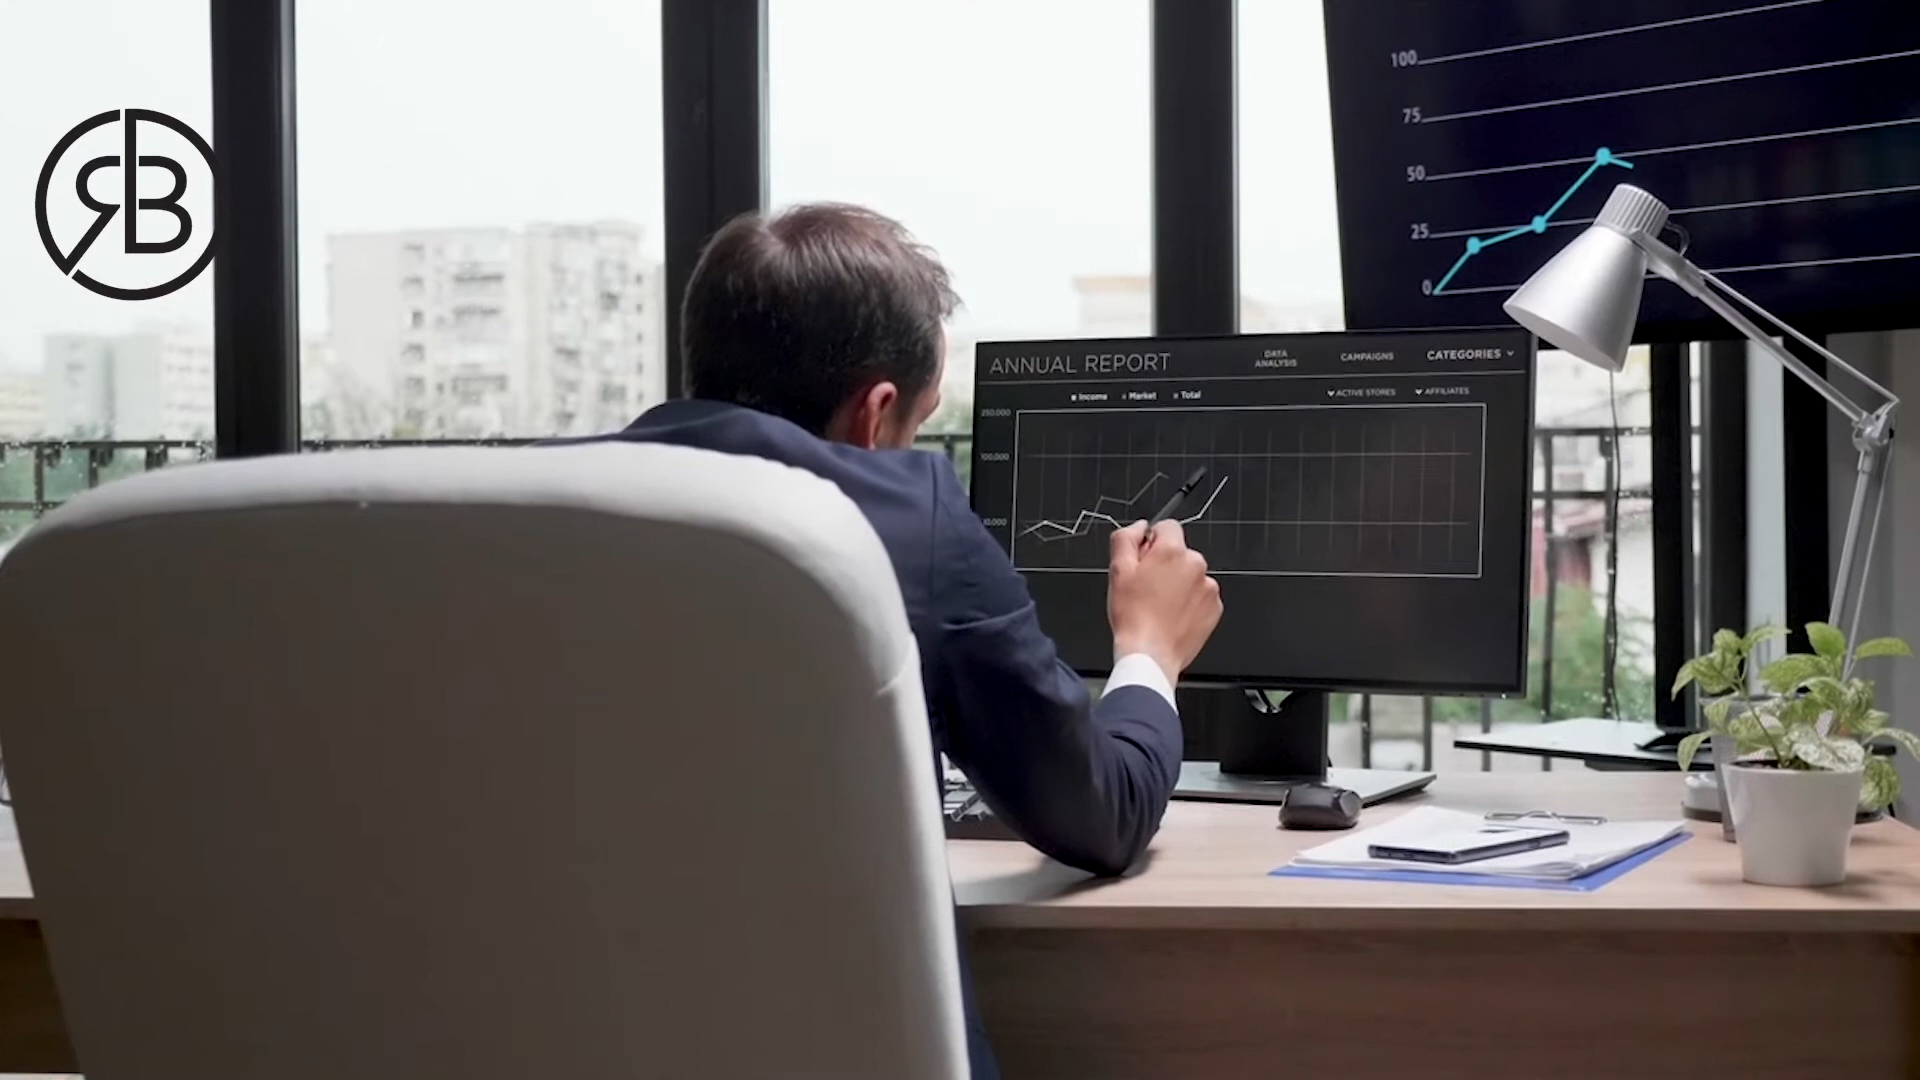 RB
100
75
50
25
0
ANNUAL REPORT
DATA
ANALYSIS
CAMPAIGNS
CATEGORIES
Income
Market
Total
ACTIVE STORES
AFFILIATES
250,000
100,000
10,000